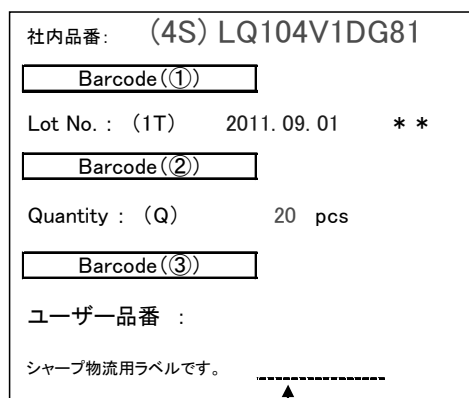 社内品番: (4S) LQ104V1DG81
Barcode(①)
Lot No. : (1T) 2011. 09. 01 * *
Barcode(②)
Quantity : (Q) 20 pcs
Barcode(③)
ユーザー品番 :
シャープ物流用ラベルです。